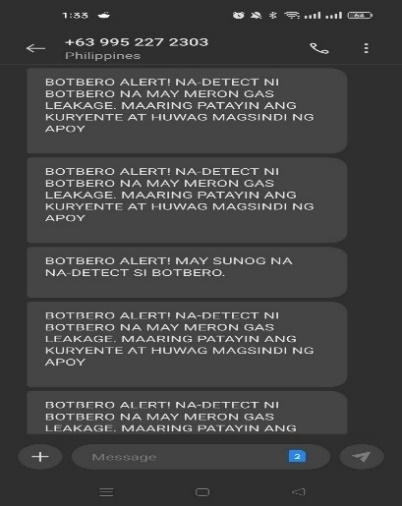 1:33
+63 995 227 2303
Philippines
BOTBERO ALERT! NA-DETECT NI
BOTBERO NA MAY MERON GAS
LEAKAGE. MAARING PATAYIN ANG
KURYENTE AT HUWAG MAGSINDI NG
APOY
BOTBERO ALERT! NA-DETECT NI
BOTBERO NA MAY MERON GAS
LEAKAGE. MAARING PATAYIN ANG
KURYENTE AT HUWAG MAGSINDI NG
APOY
BOTBERO ALERT! MAY SUNOG NA
NA-DETECT SI BOTBERO.
BOTBERO ALERT! NA-DETECT NI
BOTBERO NA MAY MERON GAS
LEAKAGE. MAARING PATAYIN ANG
KURYENTE AT HUWAG MAGSINDI NG
APOY
BOTBERO ALERT! NA-DETECT NI
BOTBERO NA MAY MERON GAS
LEAKAGE. MAARING PATAYIN ANG
Message
2